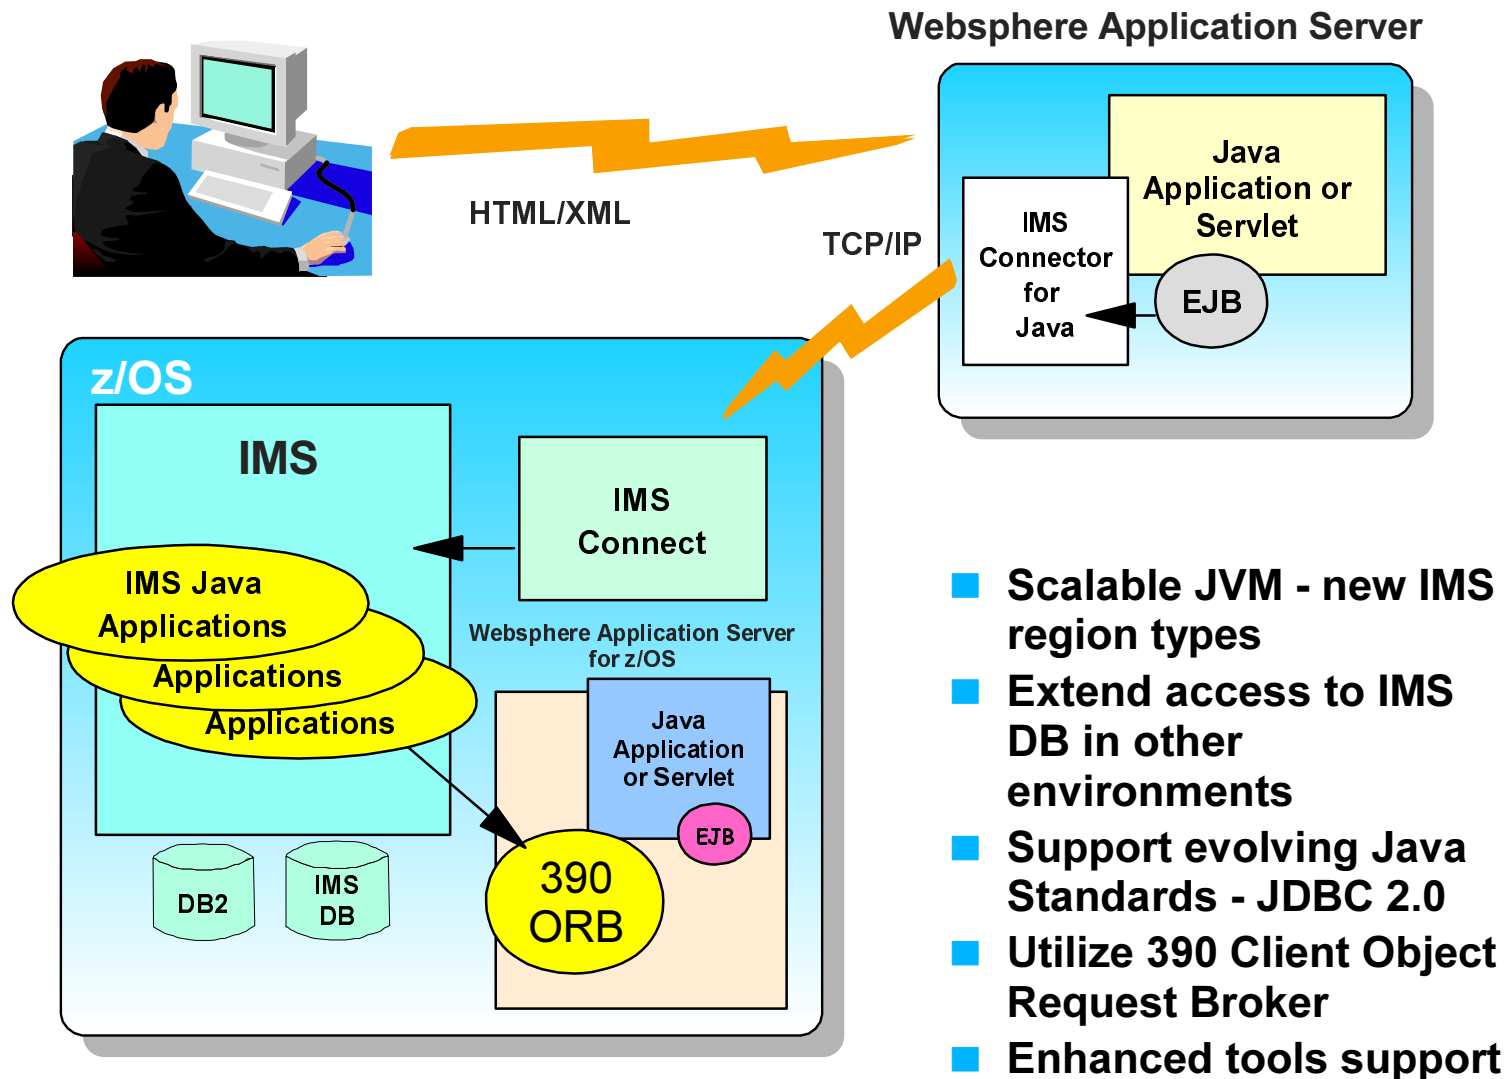 Websphere Application Server
Java
Application or
Servlet
IMS
Connector
for
Java
EJB
HTML/XML
TCP/IP
z/OS
IMS
IMS
Connect
IMS Java
Applications
Applications
Applications
Websphere Application Server
for z/OS
Java
Application
or Servlet
EJB
390
ORB
DB2
IMS
DB
Scalable JVM - new IMS
region types
Extend access to IMS
DB in other
environments
Support evolving Java
Standards - JDBC 2.0
Utilize 390 Client Object
Request Broker
Enhanced tools support